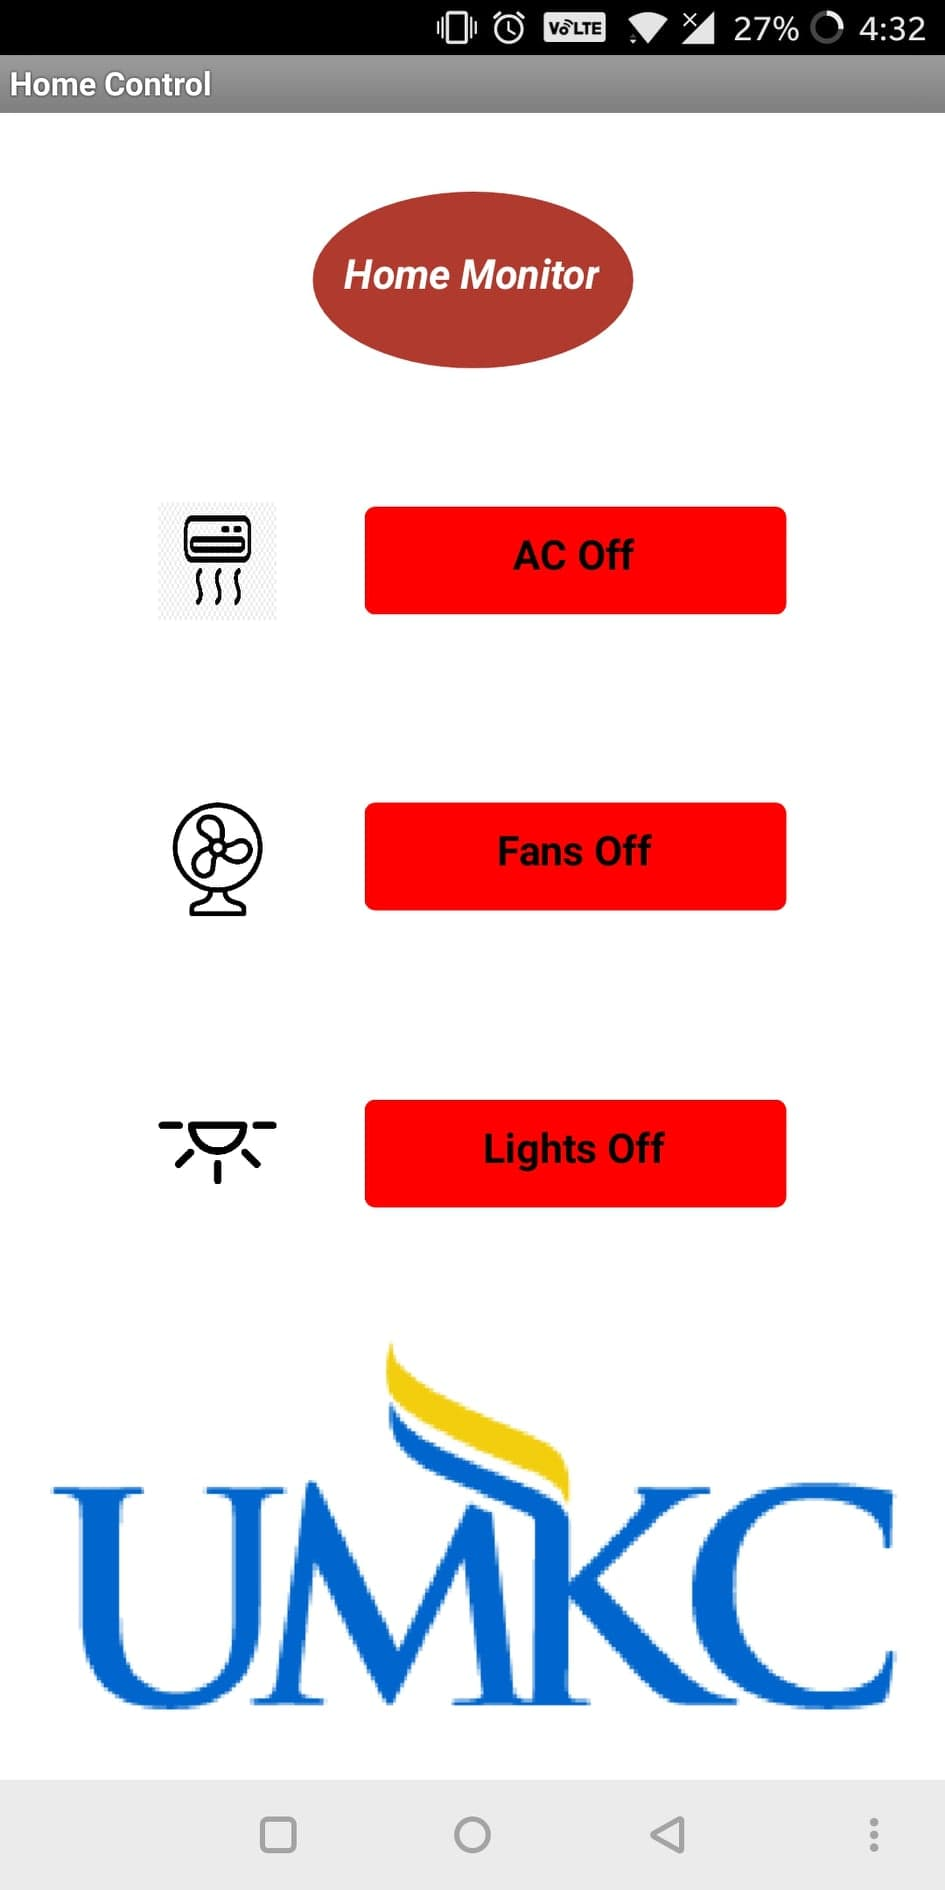 VoLTE 27% 4:32
Home Control
Home Monitor
AC Off
Fans Off
Lights Off
UMKC